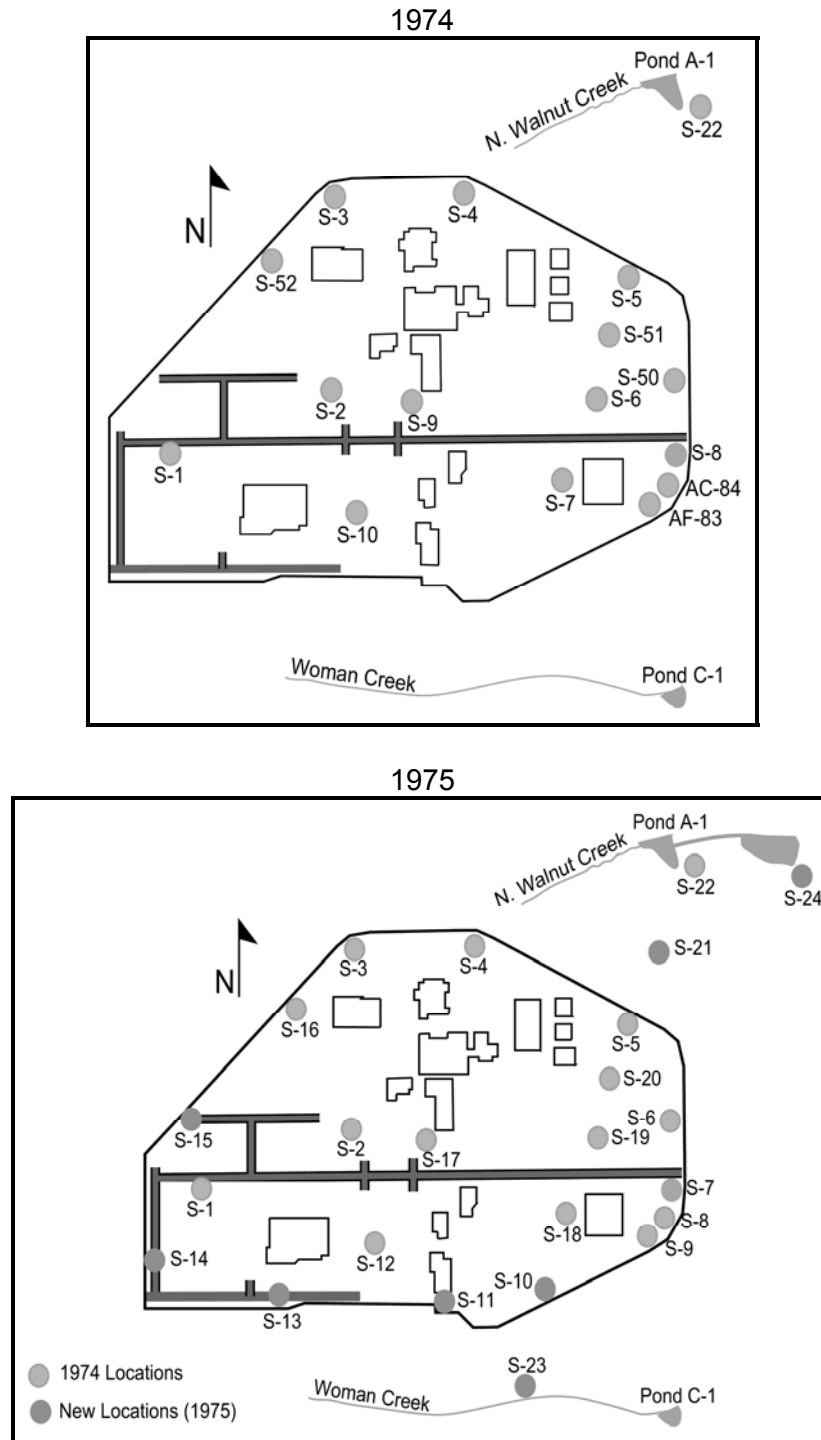 1974
Pond A-1
N. Walnut Creek
S-22
N
S-3
S-4
S-52
S-5
S-51
S-50
S-2
S-9
S-6
S-1
S-8
S-7
AC-84
S-10
AF-83
Woman Creek
Pond C-1
1975
Pond A-1
N. Walnut Creek
S-22
S-24
S-21
N
S-3
S-4
S-16
S-5
S-20
S-15
S-2
S-17
S-19
S-6
S-1
S-7
S-18
S-8
S-14
S-12
S-9
S-10
S-13
S-11
1974 Locations
S-23
New Locations (1975)
Woman Creek
Pond C-1